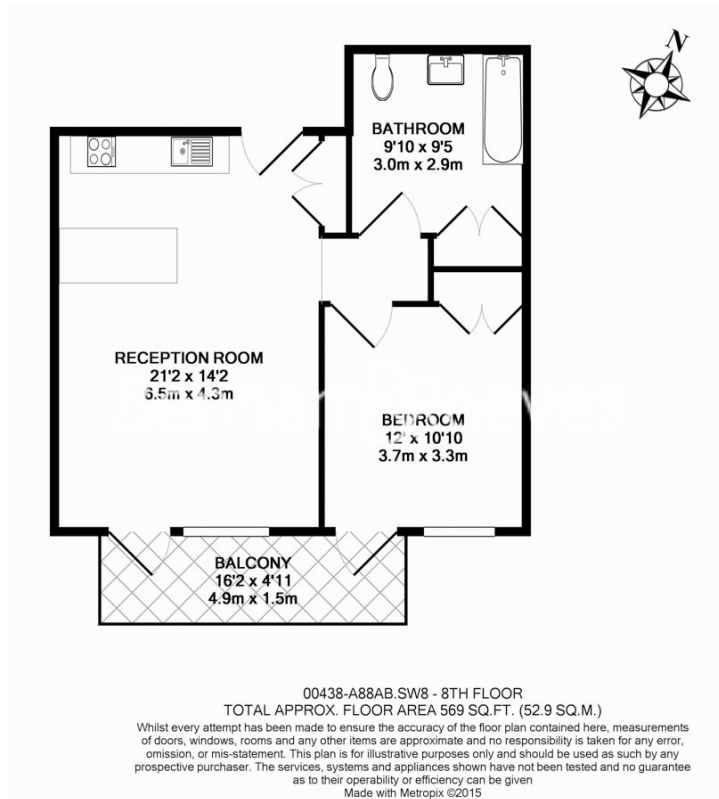 N
BATHROOM
9'10 x 9'5
3.0m x 2.9m
RECEPTION ROOM
21'2 x 14'2
6.5m x 4.3m
BEDROOM
12' x 10'10
3.7m x 3.3m
BALCONY
16'2 x 4'11
4.9m x 1.5m
00438-A88AB.SW8 - 8TH FLOOR
TOTAL APPROX. FLOOR AREA 569 SQ.FT. (52.9 SQ.M.)
Whilst every attempt has been made to ensure the accuracy of the floor plan contained here, measurements
of doors, windows, rooms and any other items are approximate and no responsibility is taken for any error,
omission, or mis-statement. This plan is for illustrative purposes only and should be used as such by any
prospective purchaser. The services, systems and appliances shown have not been tested and no guarantee
as to their operability or efficiency can be given
Made with Metropix ©2015